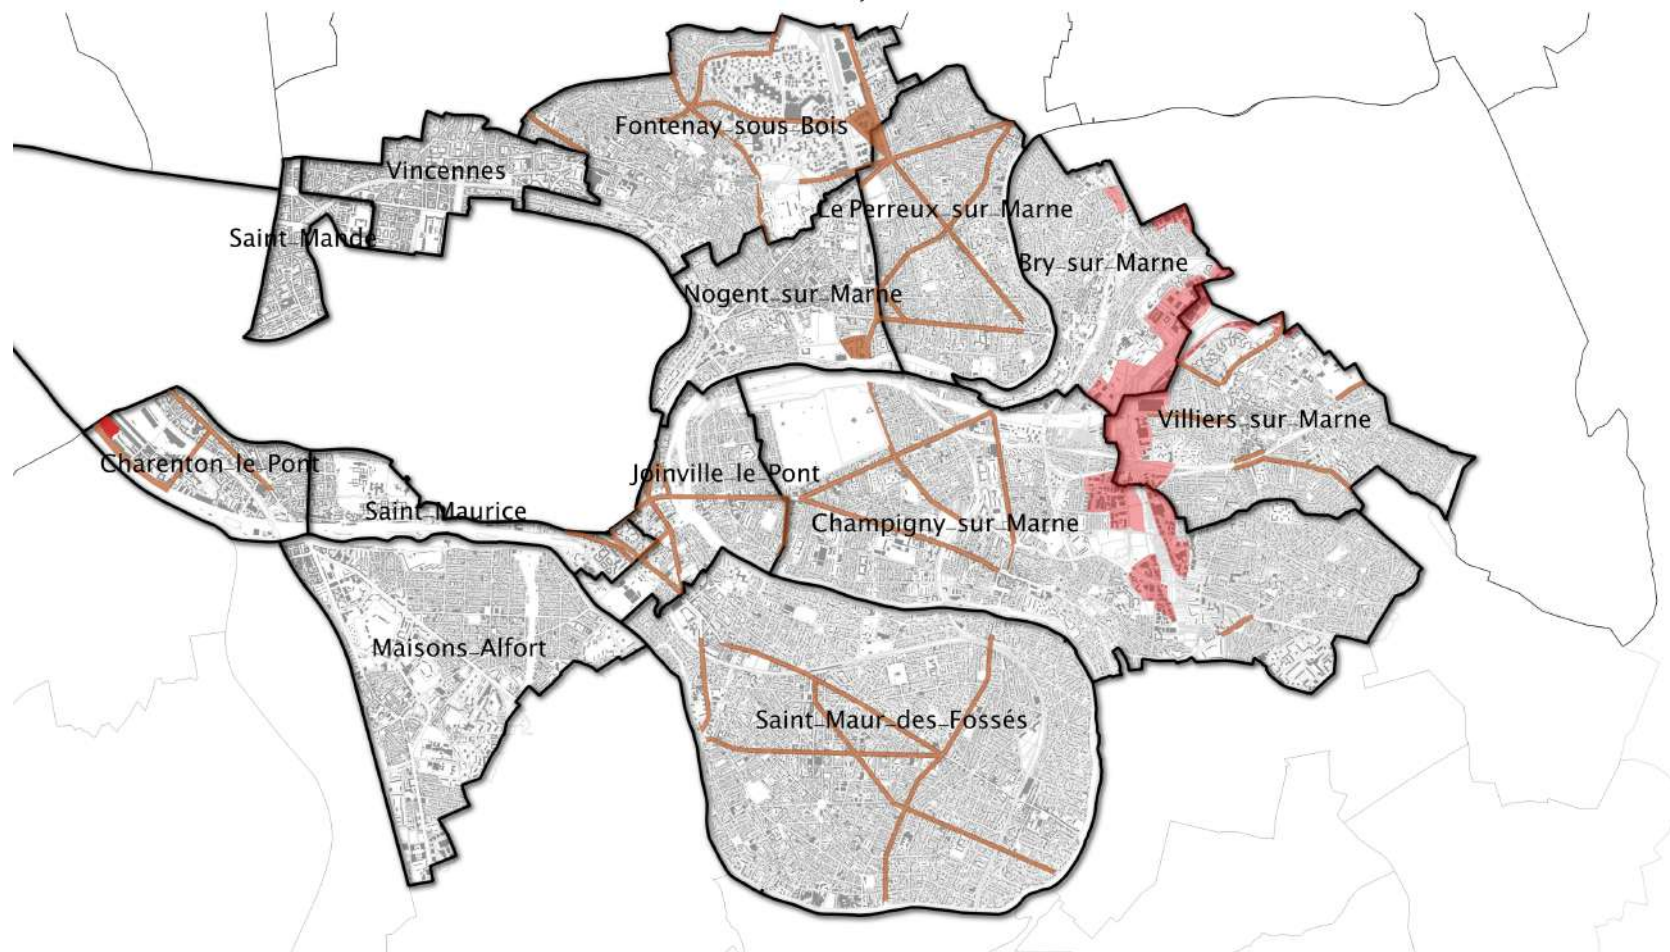 Fontenay_sous_Bois
Vincennes
Le Perreux_sur_Marne
Saint_Mandé
Bry_sur_Marne
Nogent_sur_Marne
Villiers_sur_Marne
Charenton_le_Pont
Joinville_le_Pont
Saint_Maurice
Champigny_sur_Marne
Maisons_Alfort
Saint_Maur_des_Fossés